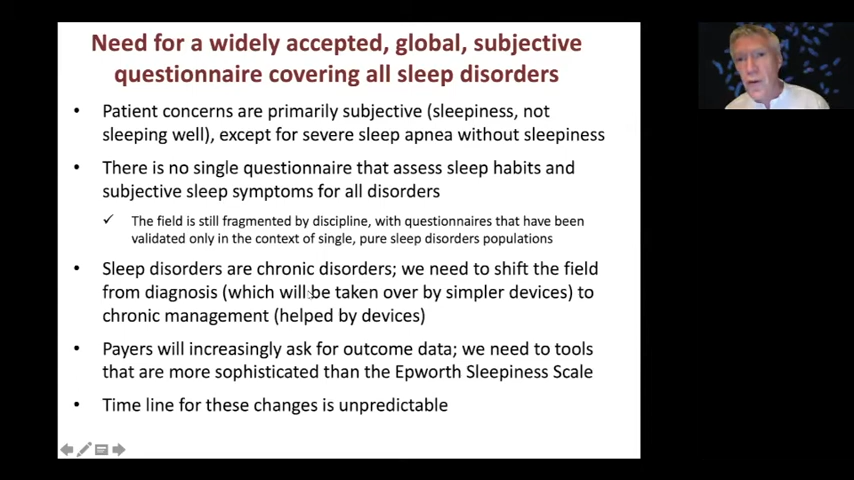 Need for a widely accepted, global, subjective
questionnaire covering all sleep disorders
• Patient concerns are primarily subjective (sleepiness, not
sleeping well), except for severe sleep apnea without sleepiness
• There is no single questionnaire that assess sleep habits and
subjective sleep symptoms for all disorders
✓ The field is still fragmented by discipline, with questionnaires that have been
validated only in the context of single, pure sleep disorders populations
• Sleep disorders are chronic disorders; we need to shift the field
from diagnosis (which will be taken over by simpler devices) to
chronic management (helped by devices)
• Payers will increasingly ask for outcome data; we need to tools
that are more sophisticated than the Epworth Sleepiness Scale
• Time line for these changes is unpredictable